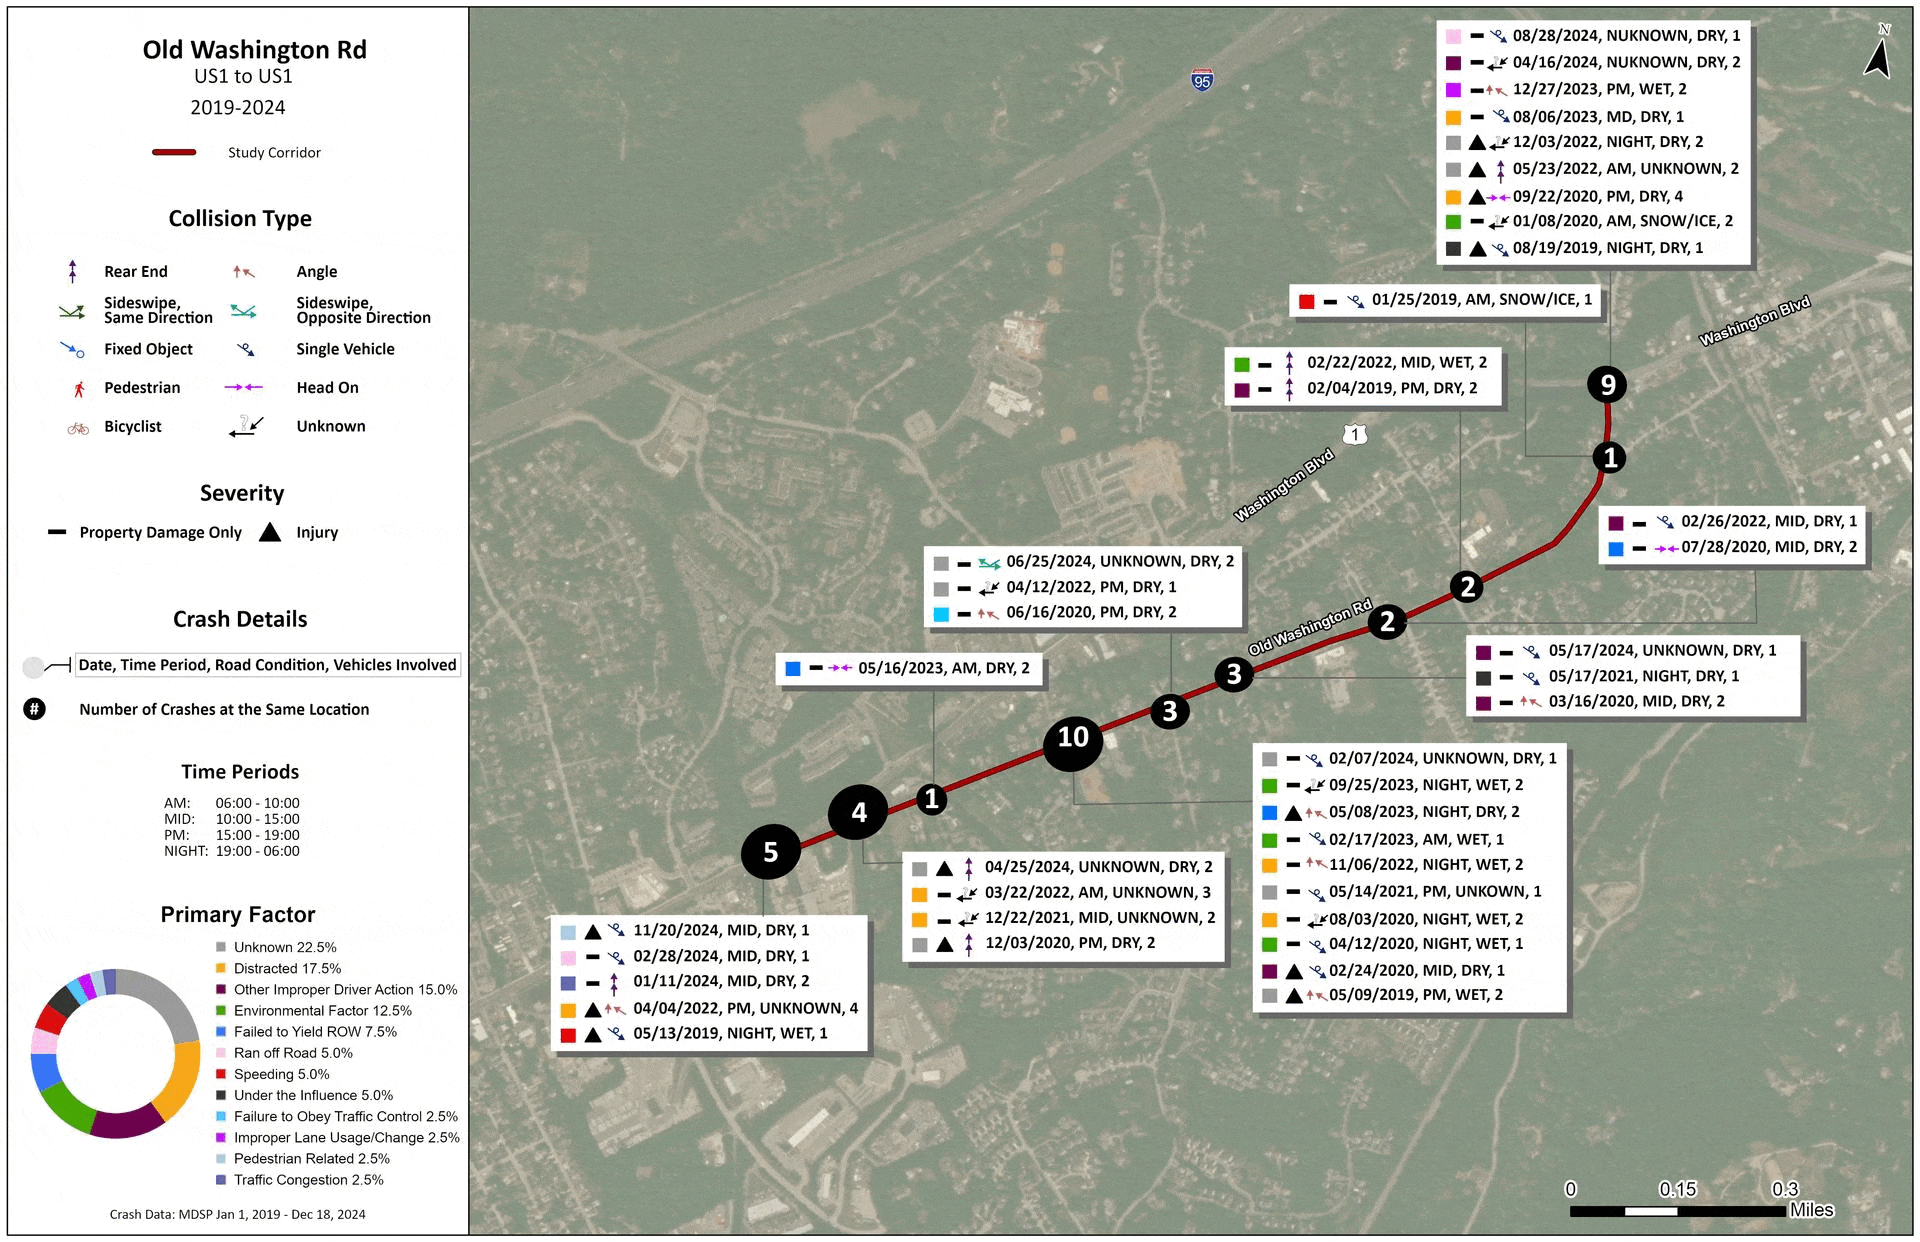 Old Washington Rd
US1 to US1
2019-2024
Study Corridor
Collision Type
Rear End
Angle
Sideswipe,
Same Direction
Sideswipe,
Opposite Direction
Fixed Object
Single Vehicle
Pedestrian
Head On
Bicyclist
Unknown
Severity
Property Damage Only
Injury
Crash Details
Date, Time Period, Road Condition, Vehicles Involved
# Number of Crashes at the Same Location
Time Periods
AM: 06:00 - 10:00
MID: 10:00 - 15:00
PM: 15:00 - 19:00
NIGHT: 19:00 - 06:00
Primary Factor
Unknown 22.5%
Distracted 17.5%
Other Improper Driver Action 15.0%
Environmental Factor 12.5%
Failed to Yield ROW 7.5%
Ran off Road 5.0%
Speeding 5.0%
Under the Influence 5.0%
Failure to Obey Traffic Control 2.5%
Improper Lane Usage/Change 2.5%
Pedestrian Related 2.5%
Traffic Congestion 2.5%
Crash Data: MDSP Jan 1, 2019 - Dec 18, 2024
N
95
08/28/2024, NUKNOWN, DRY, 1
04/16/2024, NUKNOWN, DRY, 2
12/27/2023, PM, WET, 2
08/06/2023, MD, DRY, 1
12/03/2022, NIGHT, DRY, 2
05/23/2022, AM, UNKNOWN, 2
09/22/2020, PM, DRY, 4
01/08/2020, AM, SNOW/ICE, 2
08/19/2019, NIGHT, DRY, 1
01/25/2019, AM, SNOW/ICE, 1
Washington Blvd
02/22/2022, MID, WET, 2
02/04/2019, PM, DRY, 2
9
1
Washington Blvd
1
02/26/2022, MID, DRY, 1
07/28/2020, MID, DRY, 2
06/25/2024, UNKNOWN, DRY, 2
04/12/2022, PM, DRY, 1
06/16/2020, PM, DRY, 2
2
2
Old Washington Rd
05/16/2023, AM, DRY, 2
3
05/17/2024, UNKNOWN, DRY, 1
05/17/2021, NIGHT, DRY, 1
03/16/2020, MID, DRY, 2
3
10
02/07/2024, UNKNOWN, DRY, 1
09/25/2023, NIGHT, WET, 2
05/08/2023, NIGHT, DRY, 2
02/17/2023, AM, WET, 1
11/06/2022, NIGHT, WET, 2
05/14/2021, PM, UNKOWN, 1
08/03/2020, NIGHT, WET, 2
04/12/2020, NIGHT, WET, 1
02/24/2020, MID, DRY, 1
05/09/2019, PM, WET, 2
1
4
5
04/25/2024, UNKNOWN, DRY, 2
03/22/2022, AM, UNKNOWN, 3
12/22/2021, MID, UNKNOWN, 2
12/03/2020, PM, DRY, 2
11/20/2024, MID, DRY, 1
02/28/2024, MID, DRY, 1
01/11/2024, MID, DRY, 2
04/04/2022, PM, UNKNOWN, 4
05/13/2019, NIGHT, WET, 1
0 0.15 0.3
Miles